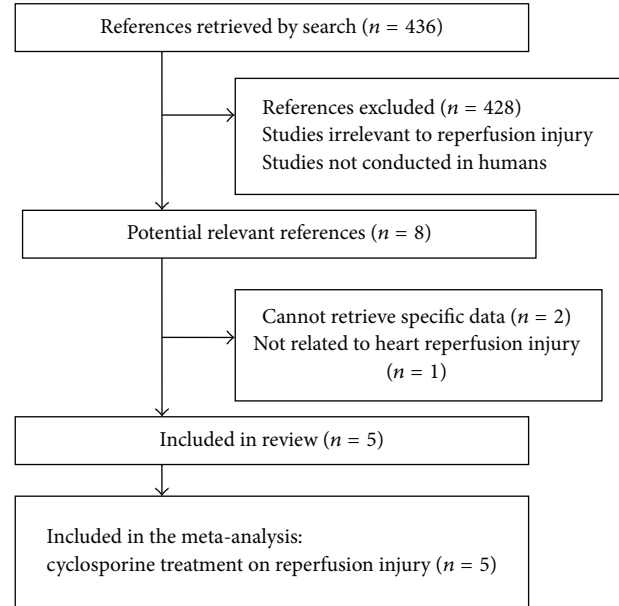 References retrieved by search (n = 436)
References excluded (n = 428)
Studies irrelevant to reperfusion injury
Studies not conducted in humans
Potential relevant references (n = 8)
Cannot retrieve specific data (n = 2)
Not related to heart reperfusion injury
(n = 1)
Included in review (n = 5)
Included in the meta-analysis:
cyclosporine treatment on reperfusion injury (n = 5)